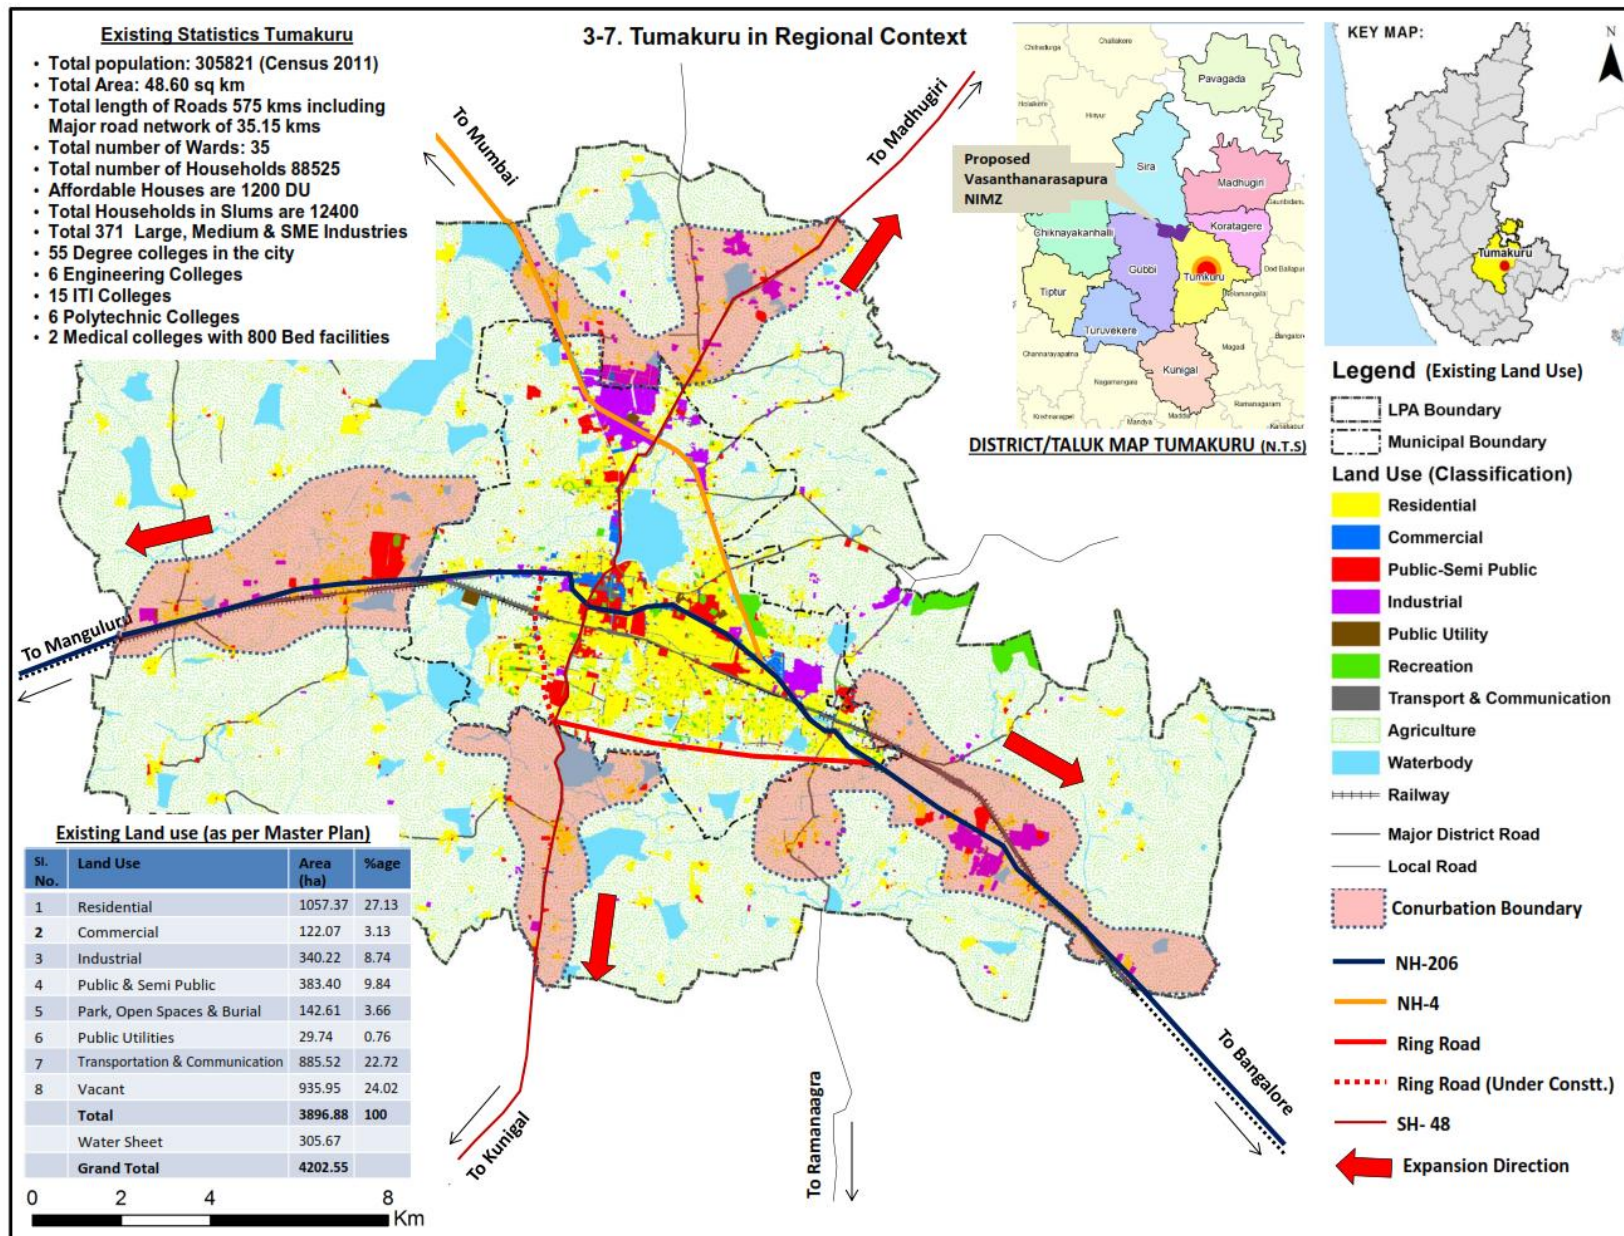 3-7. Tumakuru in Regional Context
Existing Statistics Tumakuru
• Total population: 305821 (Census 2011)
• Total Area: 48.60 sq km
• Total length of Roads 575 kms including
Major road network of 35.15 kms
• Total number of Wards: 35
• Total number of Households 88525
• Affordable Houses are 1200 DU
• Total Households in Slums are 12400
• Total 371 Large, Medium & SME Industries
• 55 Degree colleges in the city
• 6 Engineering Colleges
• 15 ITI Colleges
• 6 Polytechnic Colleges
• 2 Medical colleges with 800 Bed facilities
To Mumbai
To Madhugiri
To Manguluru
To Kunigal
To Ramanaagra
To Bangalore
Chitradurga
Challakere
Pavagada
Hiriyur
Sira
Proposed
Vasanthanarasapura
NIMZ
Madhugiri
Chiknayakanhalli
Koratagere
Gubbi
Tumkuru
Dod Ballapur
Tiptur
Turuvekere
Channarayapatna
Magadi
Kunigal
Nagamangala
Ramanagaram
Mandya
DISTRICT/TALUK MAP TUMAKURU (N.T.S)
KEY MAP:
N
Tumakuru
Legend (Existing Land Use)
LPA Boundary
Municipal Boundary
Land Use (Classification)
Residential
Commercial
Public-Semi Public
Industrial
Public Utility
Recreation
Transport & Communication
Agriculture
Waterbody
Railway
Major District Road
Local Road
Conurbation Boundary
NH-206
NH-4
Ring Road
Ring Road (Under Constt.)
SH- 48
Expansion Direction
Existing Land use (as per Master Plan)
Sl. No. Land Use Area (ha) %age
1 Residential 1057.37 27.13
2 Commercial 122.07 3.13
3 Industrial 340.22 8.74
4 Public & Semi Public 383.40 9.84
5 Park, Open Spaces & Burial 142.61 3.66
6 Public Utilities 29.74 0.76
7 Transportation & Communication 885.52 22.72
8 Vacant 935.95 24.02
Total 3896.88 100
Water Sheet 305.67
Grand Total 4202.55
0 2 4 8
Km